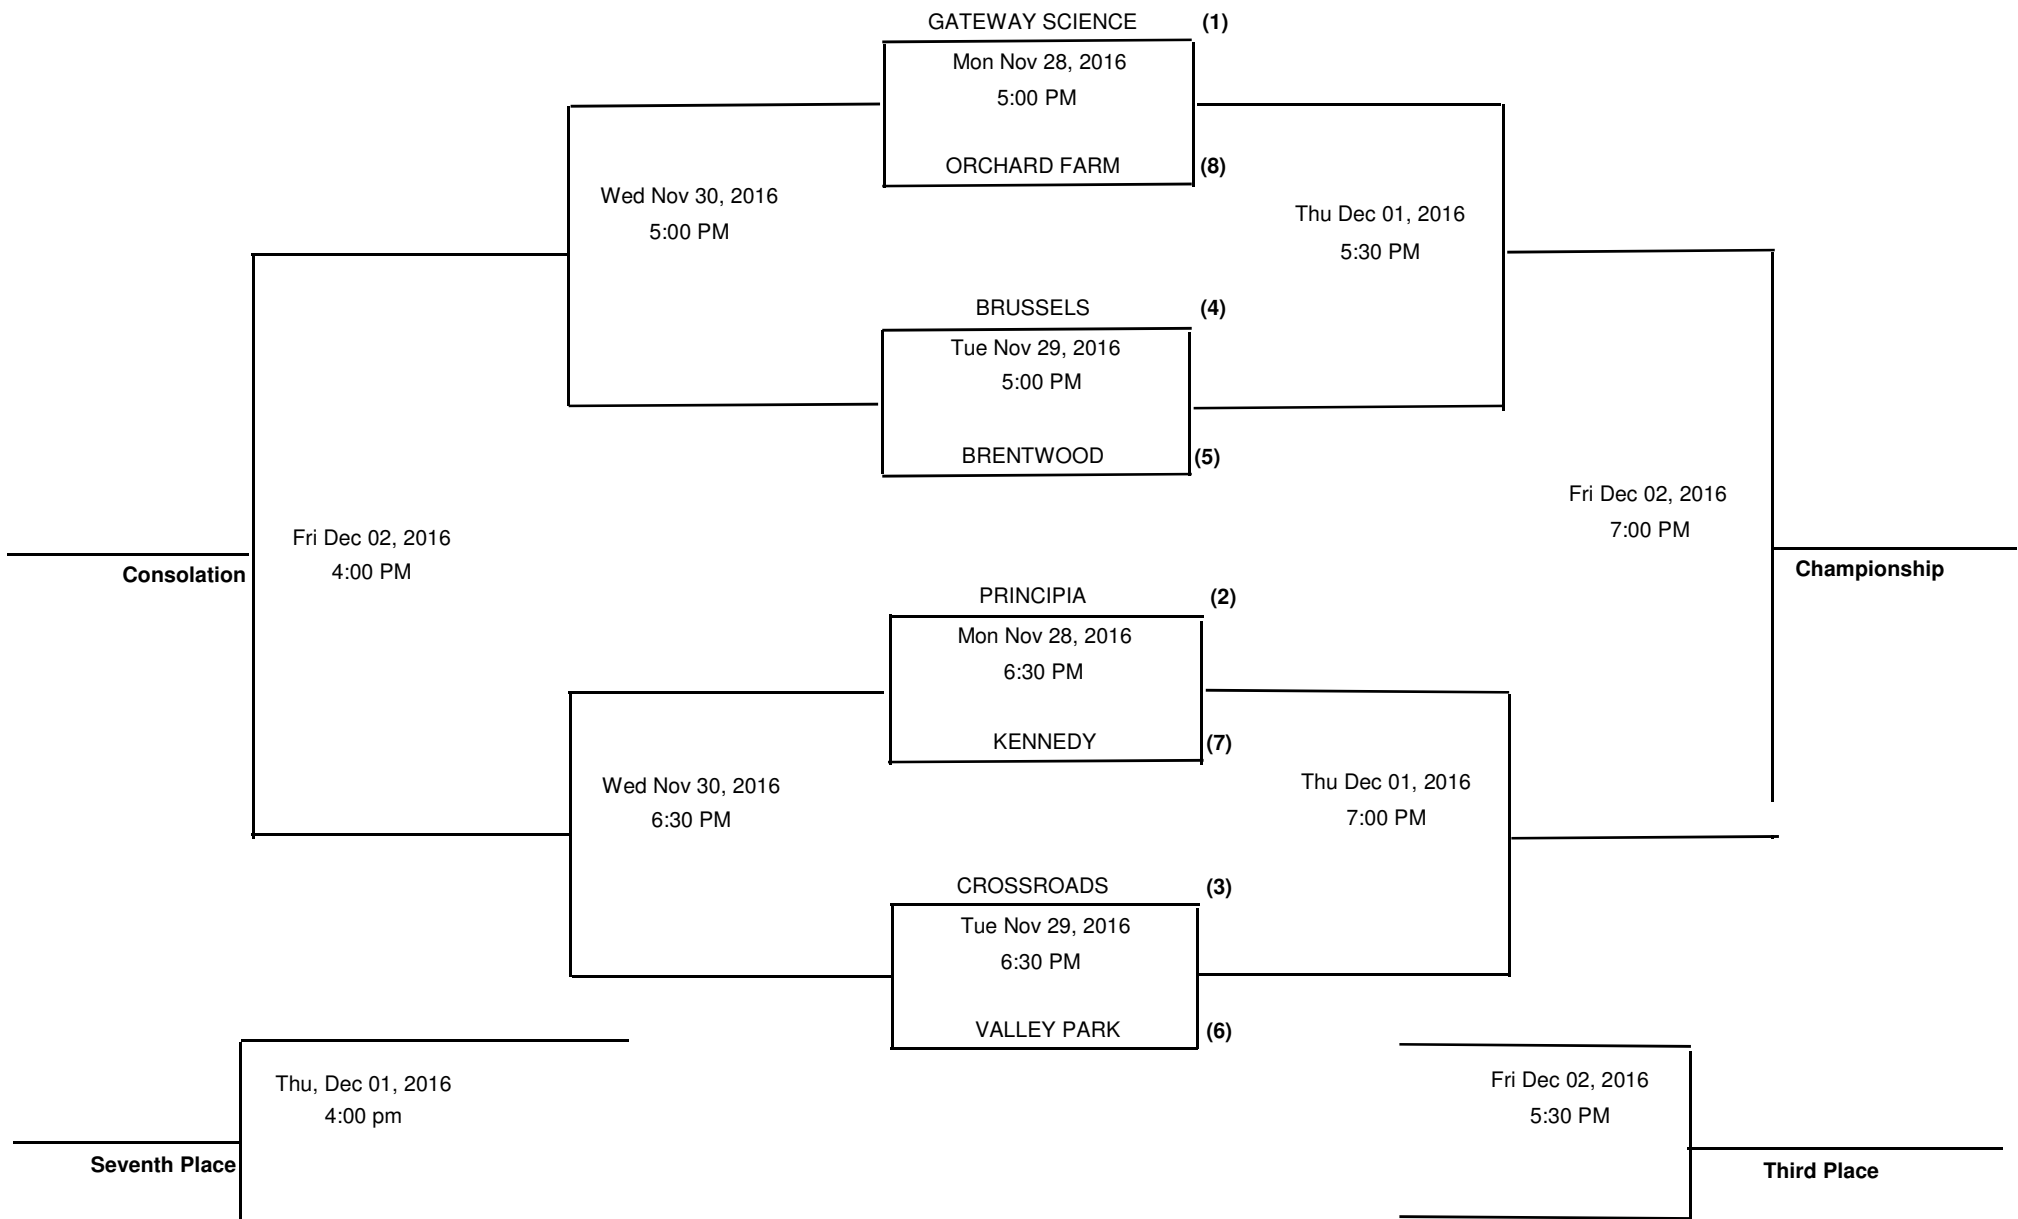 GATEWAY SCIENCE (1)
Mon Nov 28, 2016
5:00 PM
ORCHARD FARM (8)
Wed Nov 30, 2016
5:00 PM
Thu Dec 01, 2016
5:30 PM
BRUSSELS (4)
Tue Nov 29, 2016
5:00 PM
BRENTWOOD (5)
Fri Dec 02, 2016
7:00 PM
Championship
Fri Dec 02, 2016
4:00 PM
Consolation
PRINCIPIA (2)
Mon Nov 28, 2016
6:30 PM
KENNEDY (7)
Wed Nov 30, 2016
6:30 PM
Thu Dec 01, 2016
7:00 PM
CROSSROADS (3)
Tue Nov 29, 2016
6:30 PM
VALLEY PARK (6)
Thu, Dec 01, 2016
4:00 pm
Seventh Place
Fri Dec 02, 2016
5:30 PM
Third Place